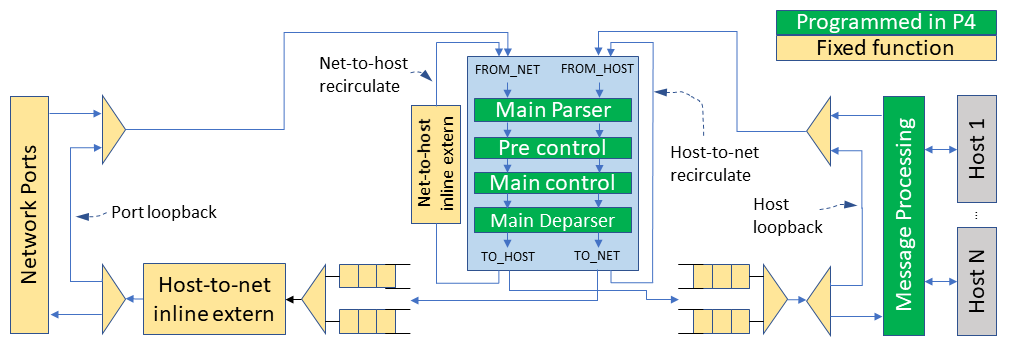 Programmed in P4
Fixed function
Net-to-host
recirculate
FROM_NET
FROM_HOST
Main Parser
Pre control
Main control
Main Deparser
TO_HOST
TO_NET
Net-to-host
inline extern
Host-to-net
recirculate
Network Ports
Port loopback
Host-to-net
inline extern
Host
loopback
Message Processing
Host 1
...
Host N